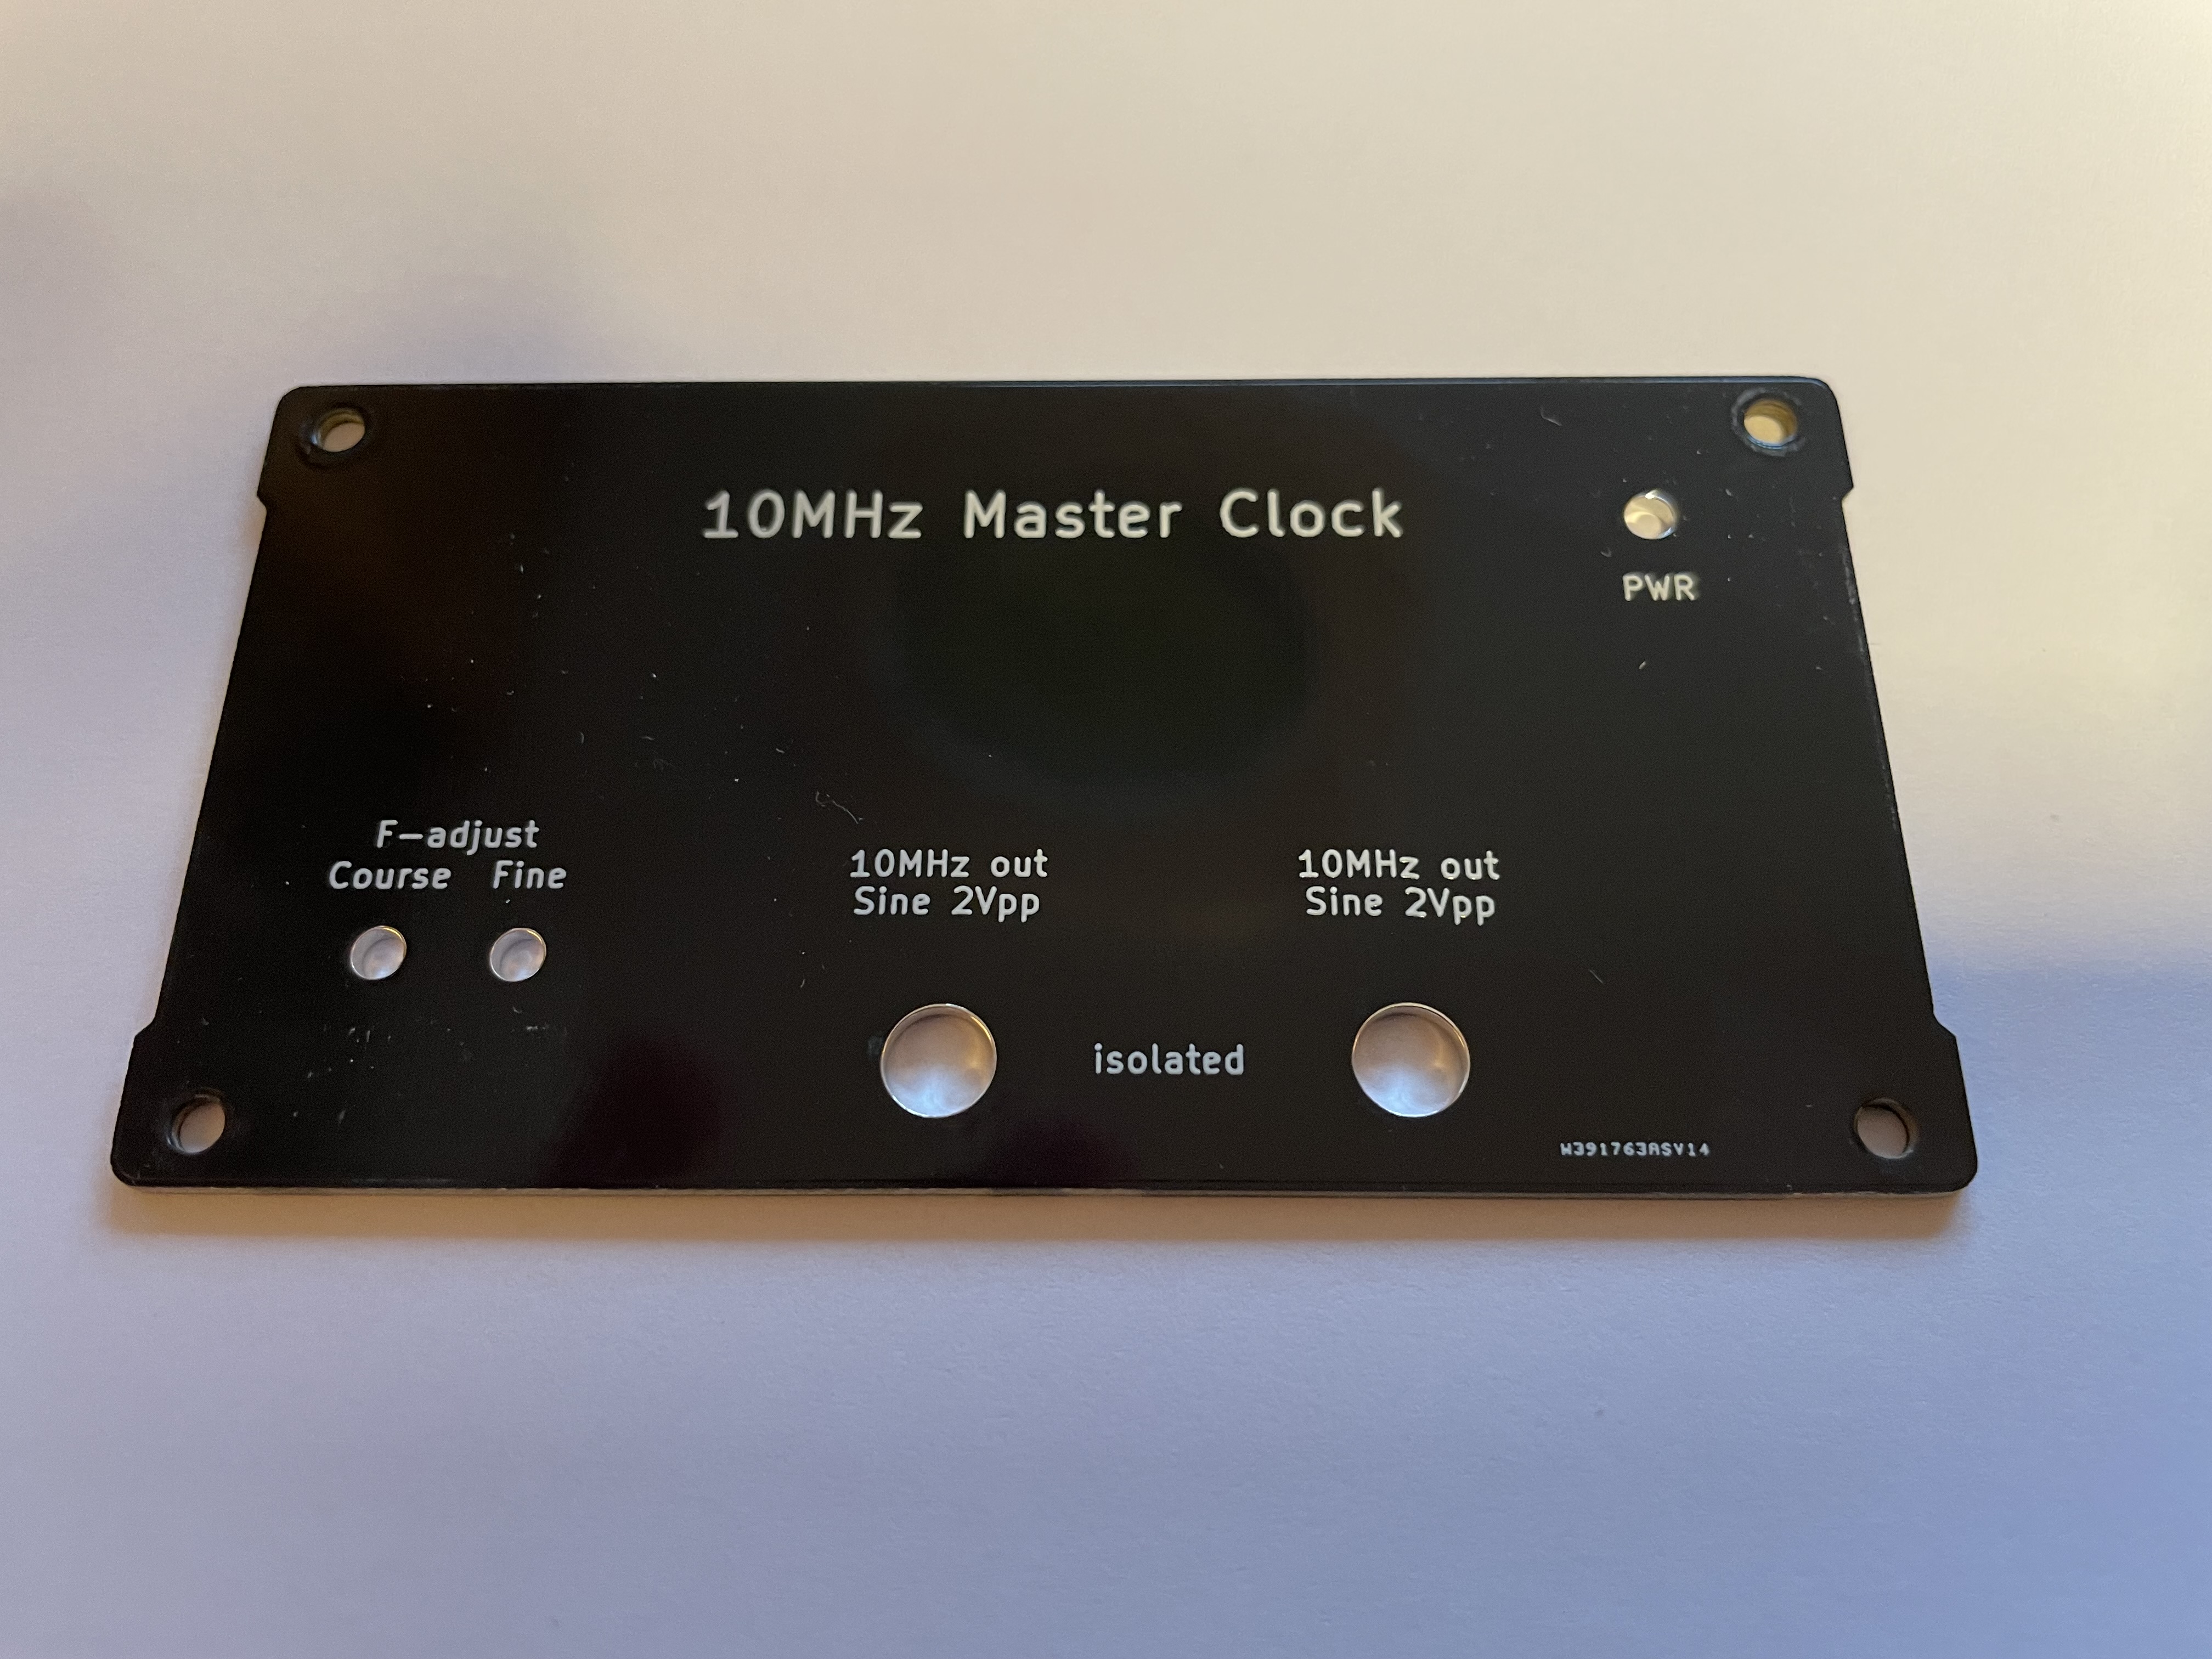 10MHz Master Clock
PWR
F-adjust
Course Fine
10MHz out
Sine 2Vpp
10MHz out
Sine 2Vpp
isolated
W391763ASV14